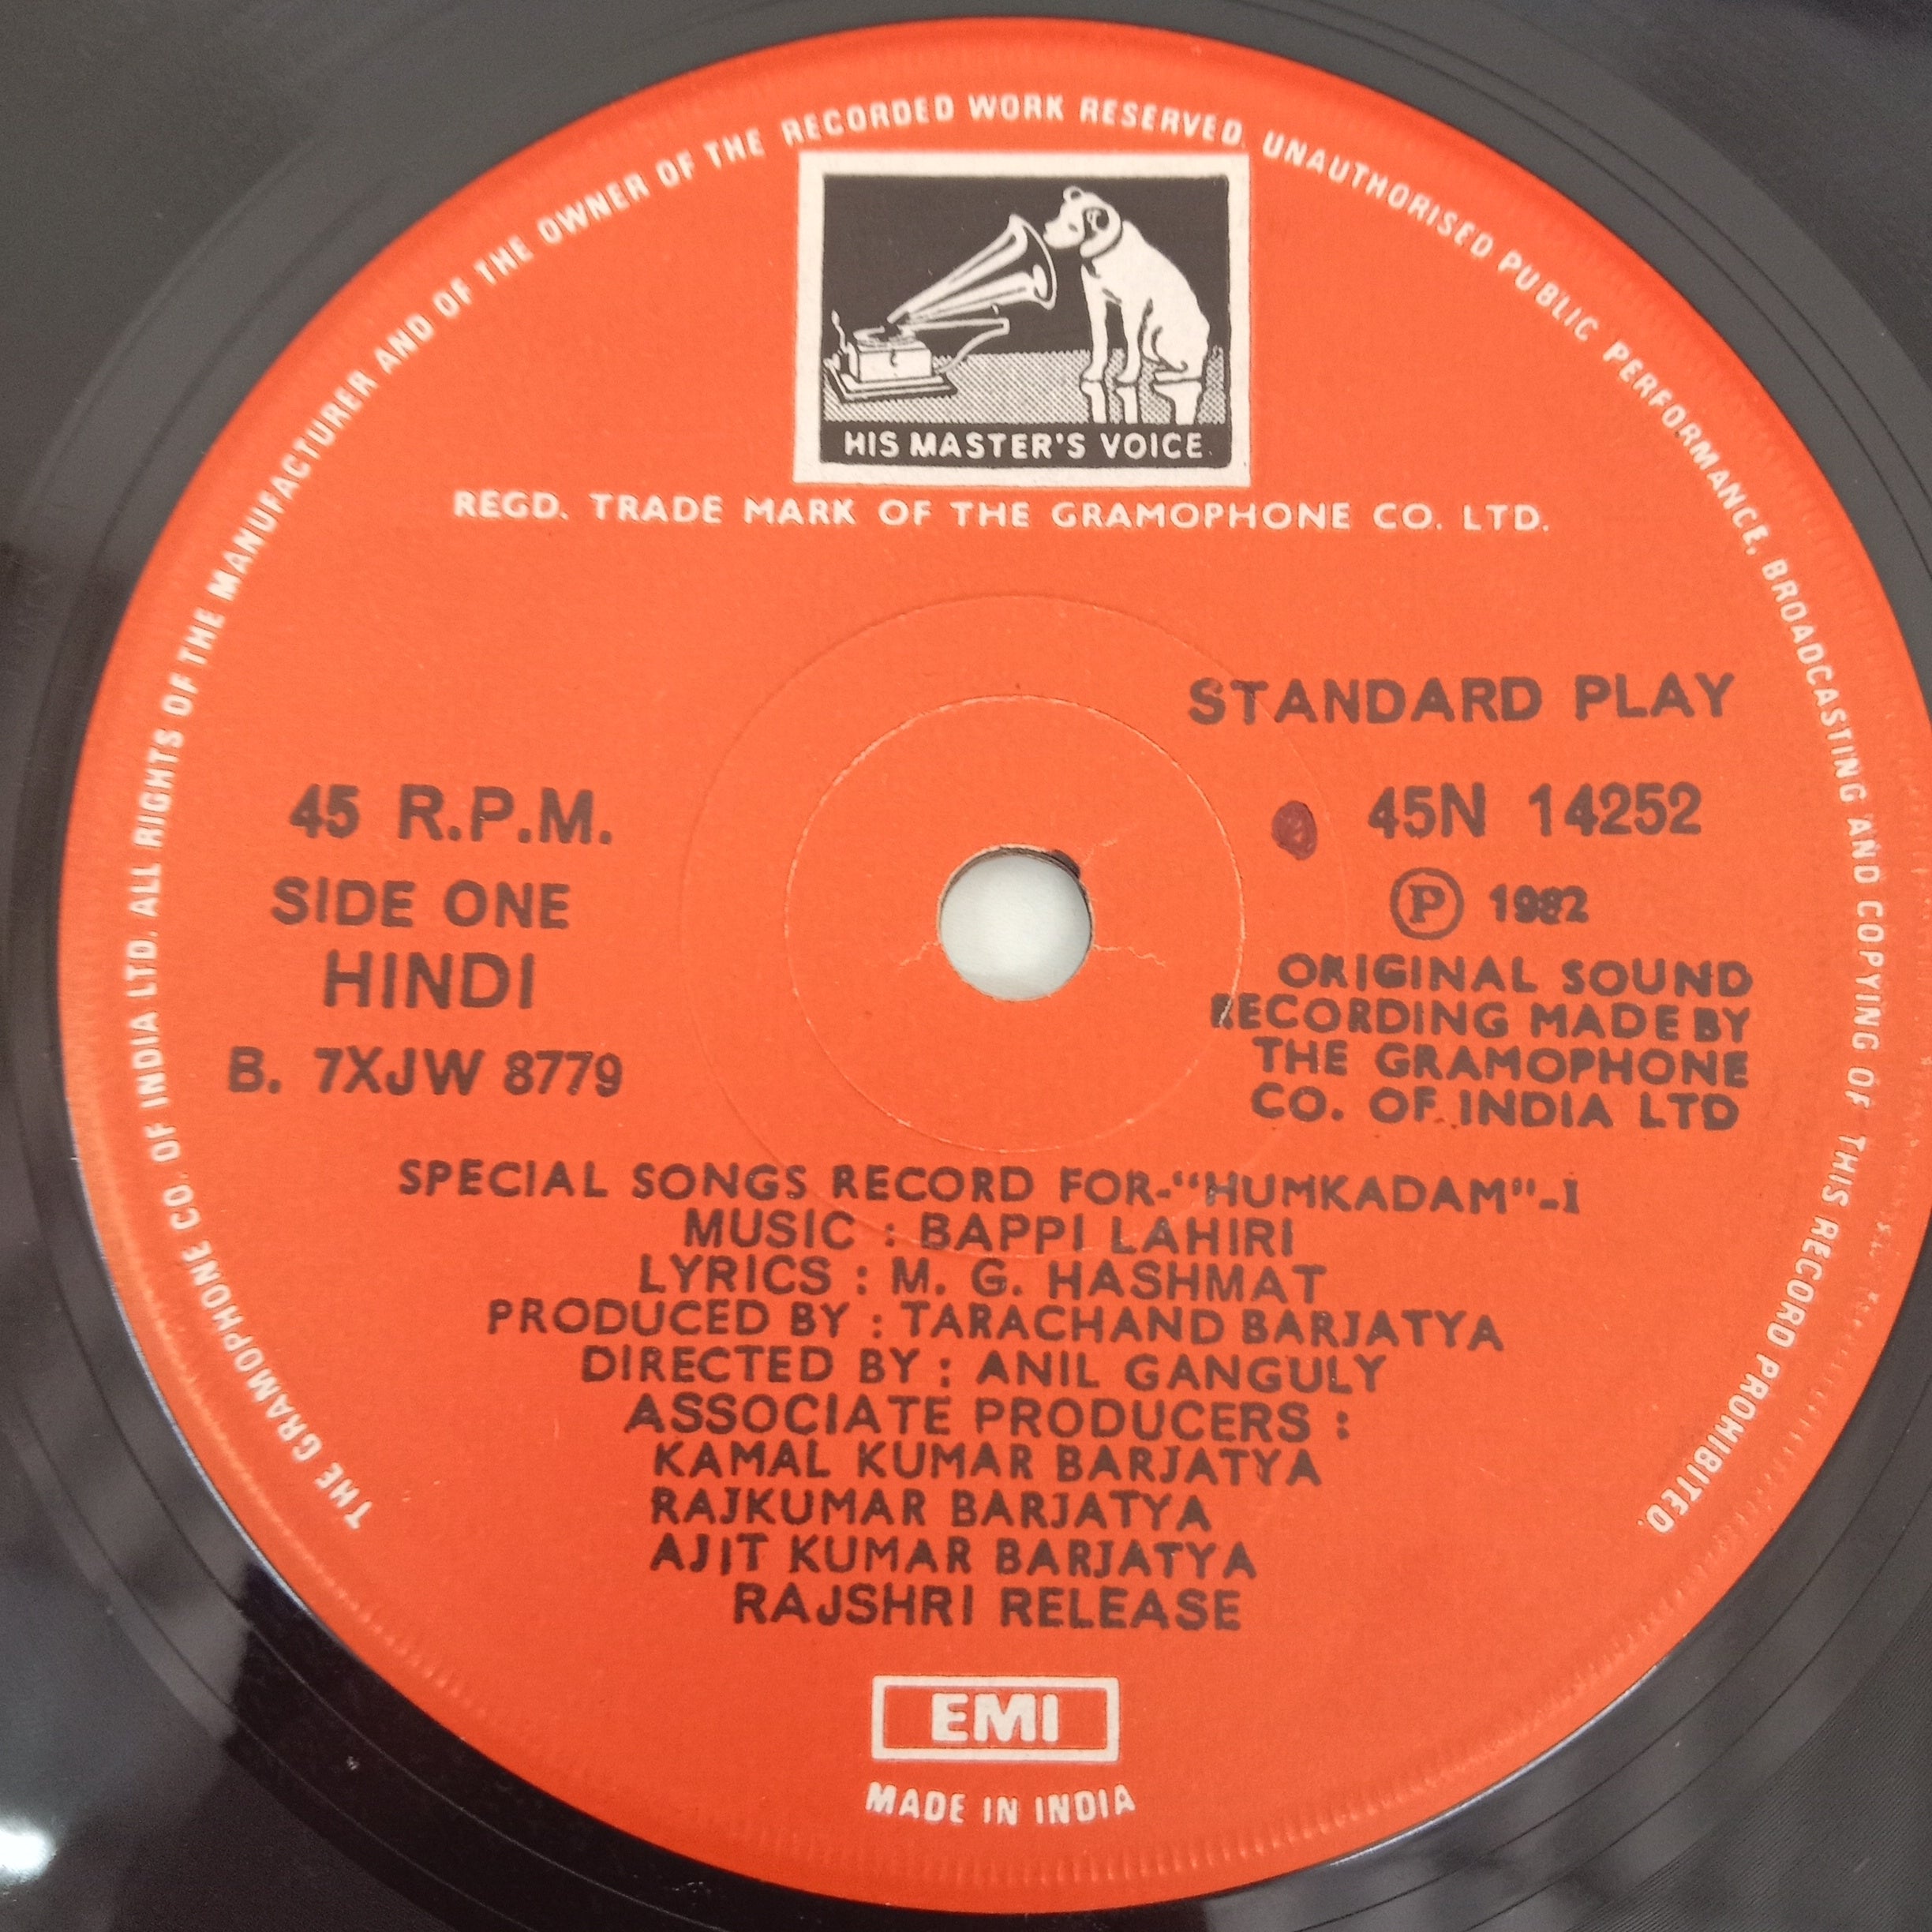 THE GRAMOPHONE CO. OF INDIA LTD. ALL RIGHTS OF THE MANUFACTURER AND OF THE OWNER OF THE RECORDED WORK RESERVED. UNAUTHORISED PUBLIC PERFORMANCE, BROADCASTING AND COPYING OF THIS RECORD PROHIBITED.
HIS MASTER'S VOICE
REGD. TRADE MARK OF THE GRAMOPHONE CO. LTD.
STANDARD PLAY
45 R.P.M.
SIDE ONE
HINDI
B. 7XJW 8779
45N 14252
Ⓟ 1982
ORIGINAL SOUND
RECORDING MADE BY
THE GRAMOPHONE
CO. OF INDIA LTD
SPECIAL SONGS RECORD FOR-“HUMKADAM”-I
MUSIC : BAPPI LAHIRI
LYRICS : M. G. HASHMAT
PRODUCED BY : TARACHAND BARJATYA
DIRECTED BY : ANIL GANGULY
ASSOCIATE PRODUCERS :
KAMAL KUMAR BARJATYA
RAJKUMAR BARJATYA
AJIT KUMAR BARJATYA
RAJSHRI RELEASE
EMI
MADE IN INDIA